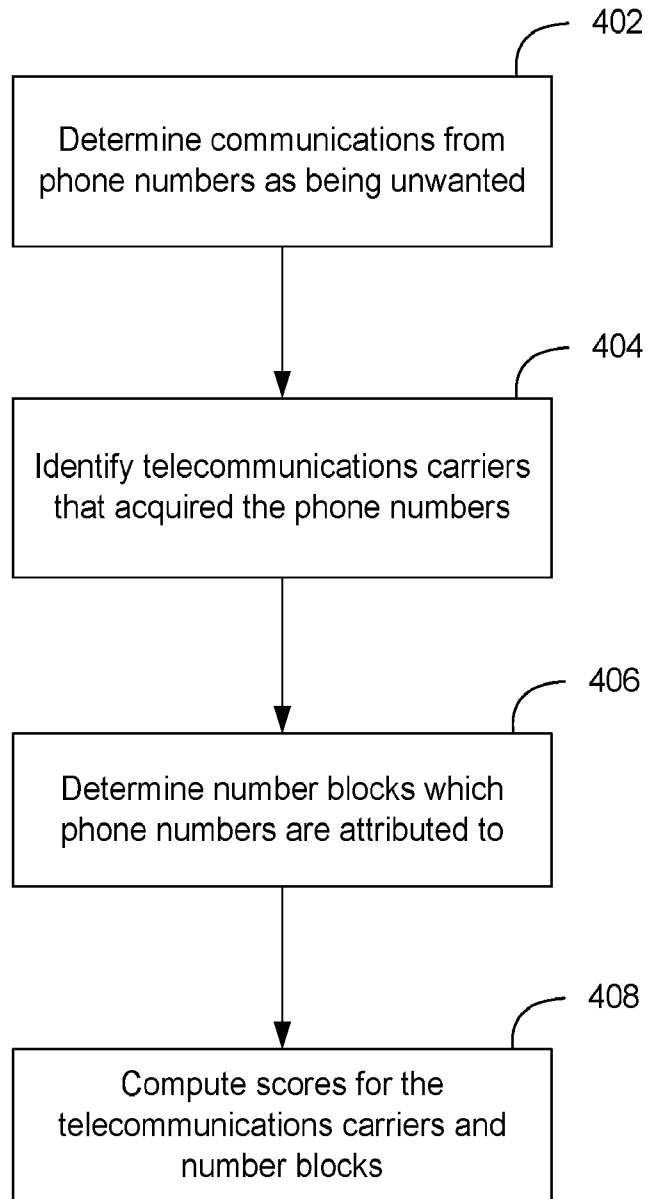 402
Determine communications from
phone numbers as being unwanted
404
Identify telecommunications carriers
that acquired the phone numbers
406
Determine number blocks which
phone numbers are attributed to
408
Compute scores for the
telecommunications carriers and
number blocks